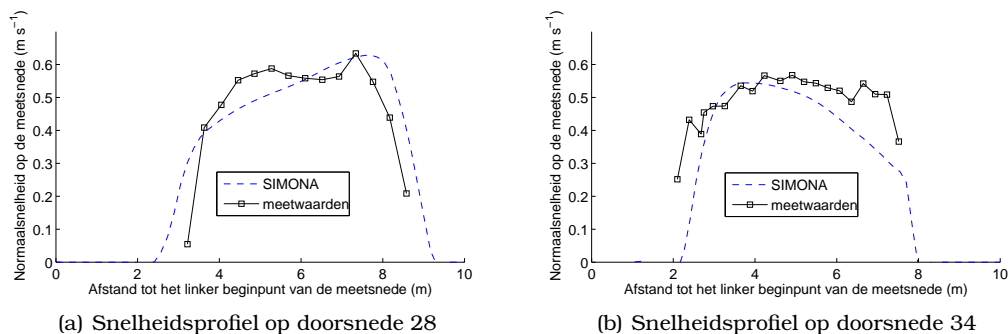 Normaalsnelheid op de meetsnede (m s⁻¹)
0.6
0.5
0.4
0.3
0.2
0.1
0
0 2 4 6 8 10
SIMONA
meetwaarden
Afstand tot het linker beginpunt van de meetsnede (m)
(a) Snelheidsprofiel op doorsnede 28
Normaalsnelheid op de meetsnede (m s⁻¹)
0.6
0.5
0.4
0.3
0.2
0.1
0
0 2 4 6 8 10
SIMONA
meetwaarden
Afstand tot het linker beginpunt van de meetsnede (m)
(b) Snelheidsprofiel op doorsnede 34